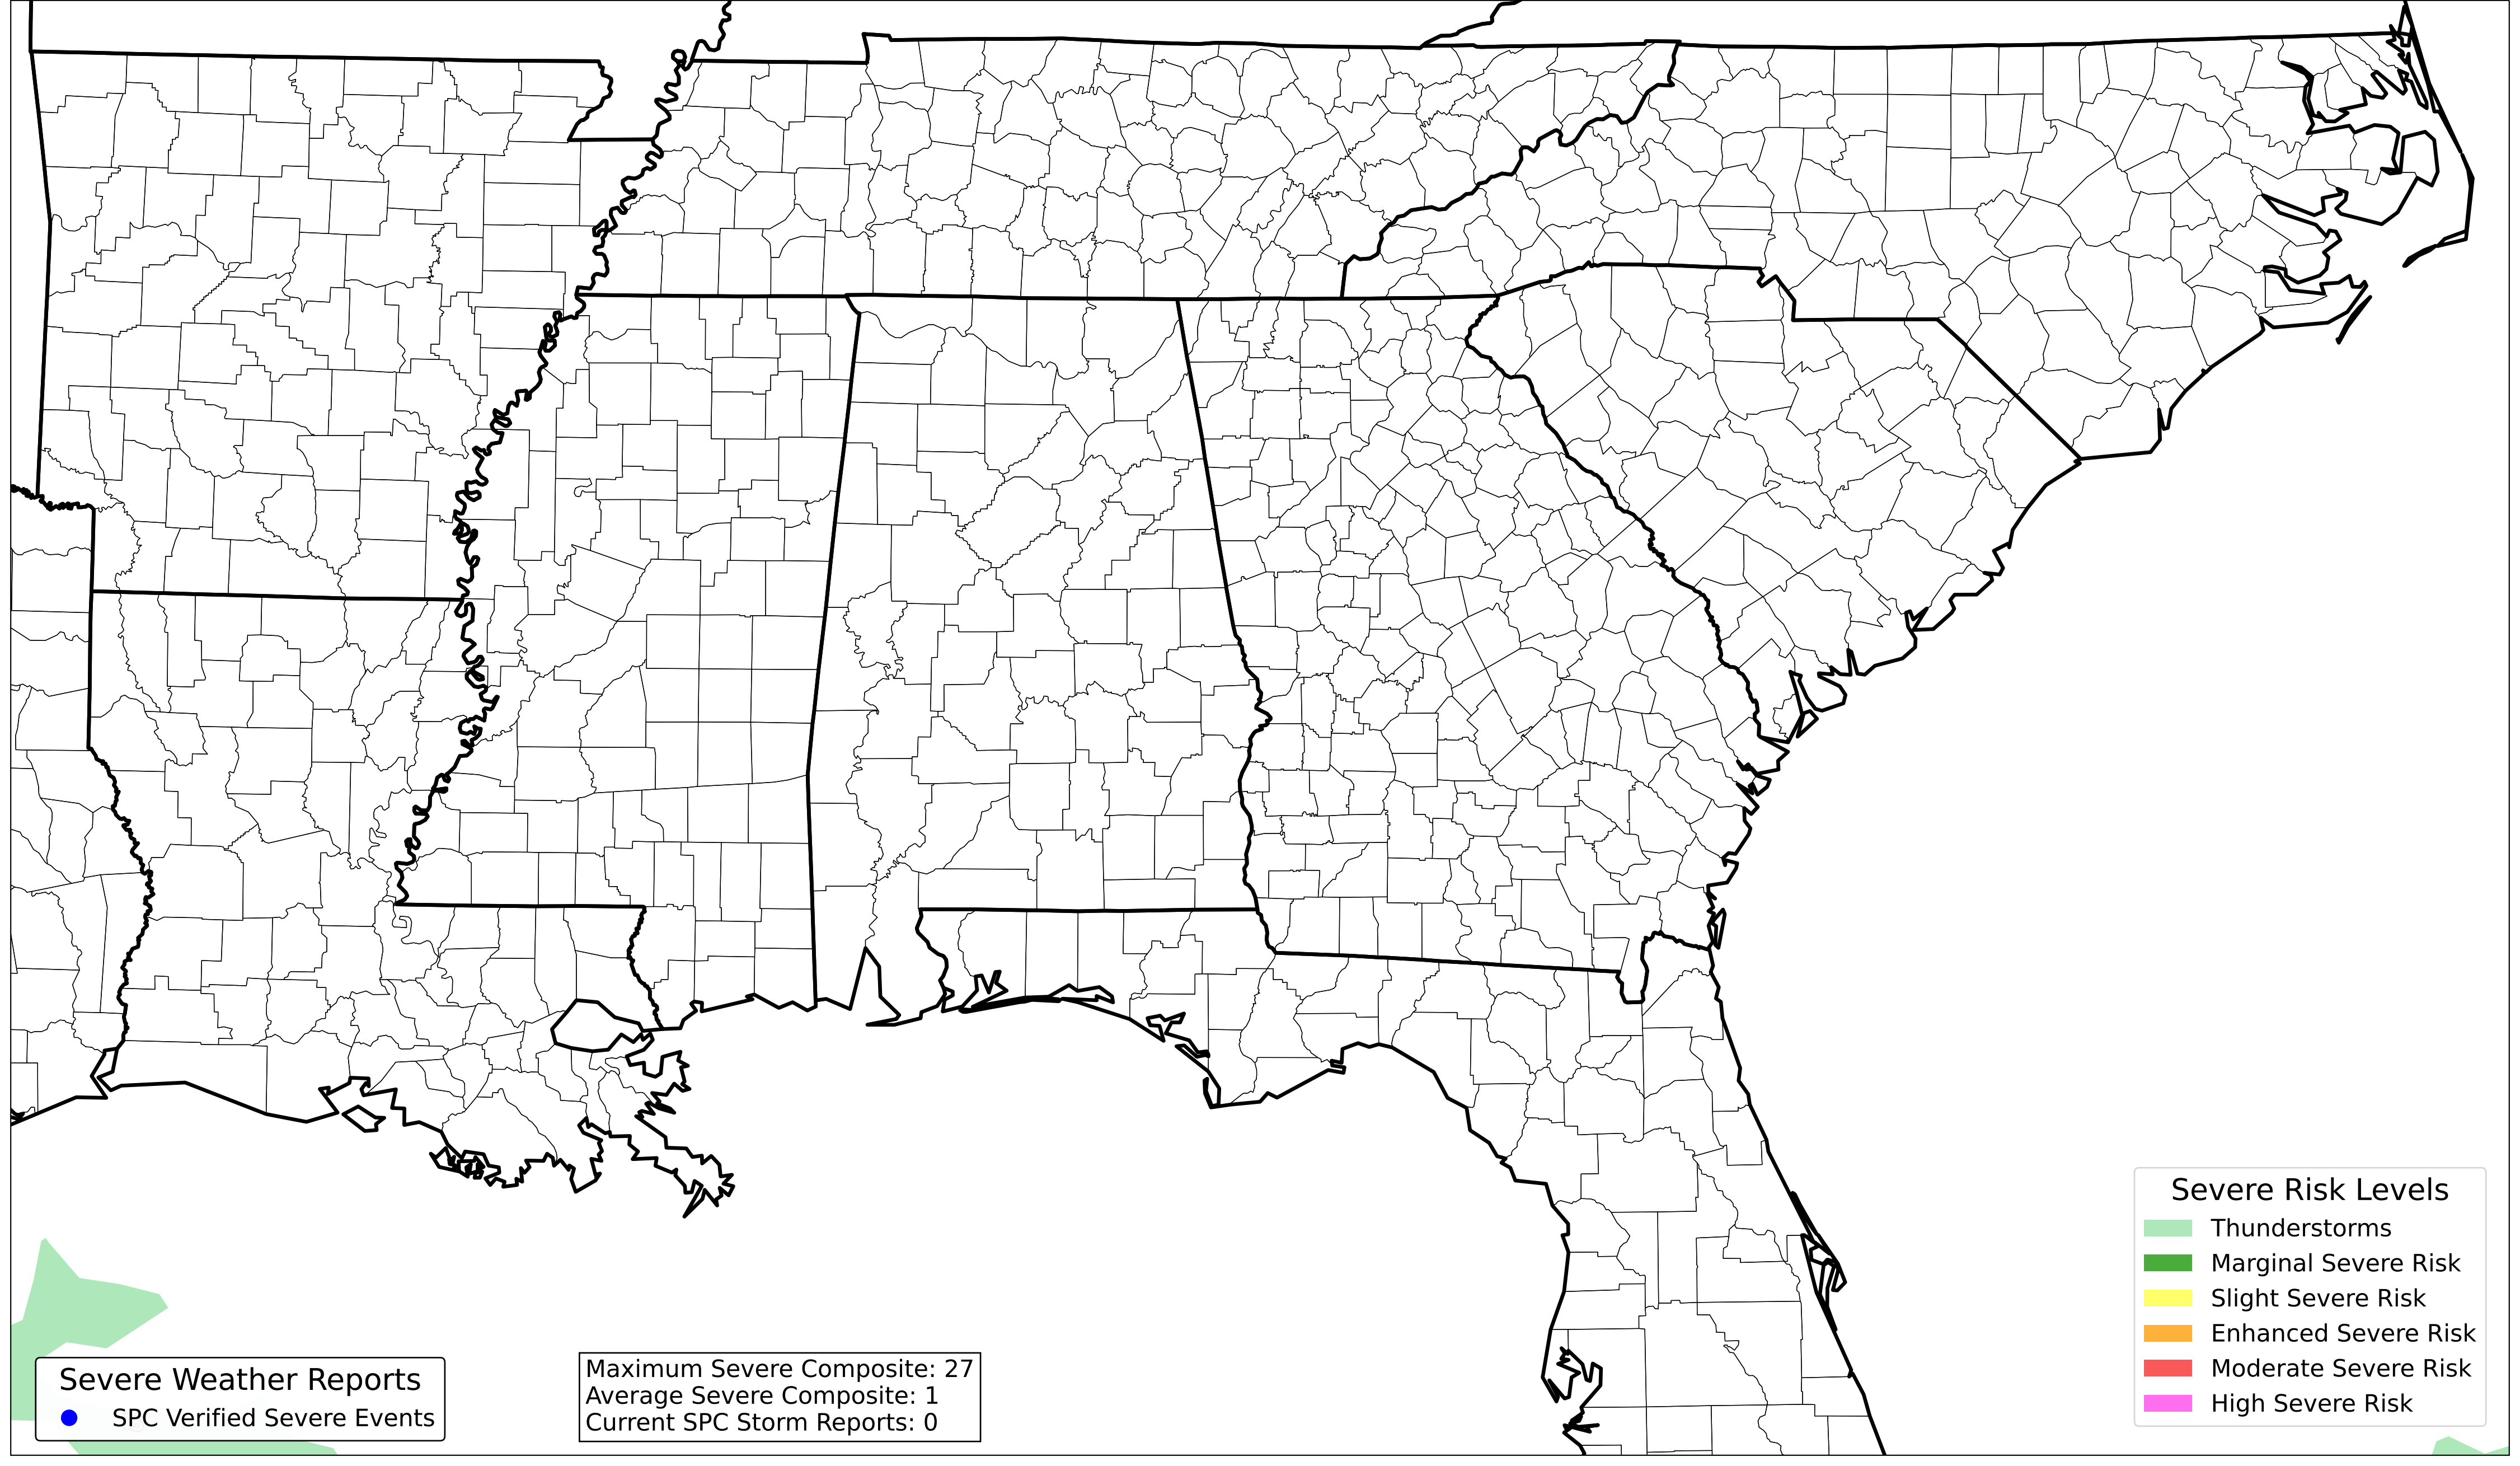 Severe Weather Reports
SPC Verified Severe Events
Maximum Severe Composite: 27
Average Severe Composite: 1
Current SPC Storm Reports: 0
Severe Risk Levels
Thunderstorms
Marginal Severe Risk
Slight Severe Risk
Enhanced Severe Risk
Moderate Severe Risk
High Severe Risk